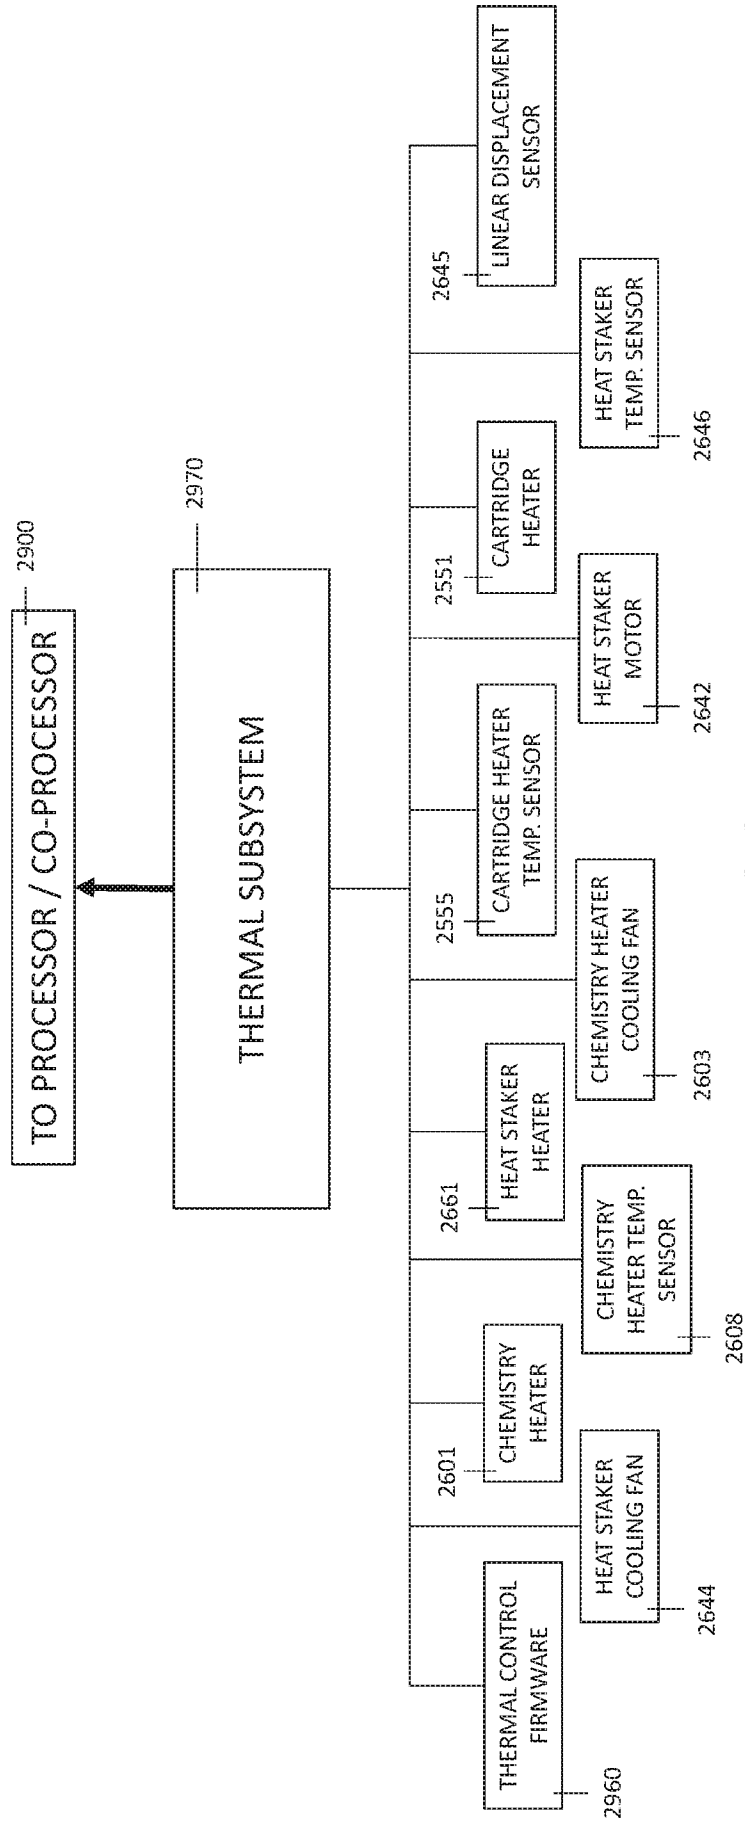 TO PROCESSOR / CO-PROCESSOR
2900
THERMAL SUBSYSTEM
2970
THERMAL CONTROL
FIRMWARE
2960
HEAT STAKER
COOLING FAN
2644
2601
CHEMISTRY
HEATER
CHEMISTRY
HEATER TEMP.
SENSOR
2608
2661
HEAT STAKER
HEATER
CHEMISTRY HEATER
COOLING FAN
2603
2555
CARTRIDGE HEATER
TEMP. SENSOR
HEAT STAKER
MOTOR
2642
2551
CARTRIDGE
HEATER
HEAT STAKER
TEMP. SENSOR
2646
2645
LINEAR DISPLACEMENT
SENSOR